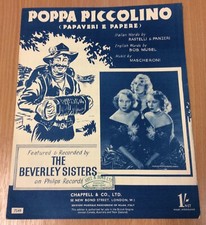 POPPA PICCOLINO
(PAPAVERI E PAPERE)
Italian Words by
RASTELLI & PANZERI
English Words by
BOB MUSEL
Music by
MASCHERONI
Featured & Recorded by
THE
BEVERLEY SISTERS
on Philips Records
CHAPPELL & CO., LTD.
50 NEW BOND STREET, LONDON, W.1
1/-
NET